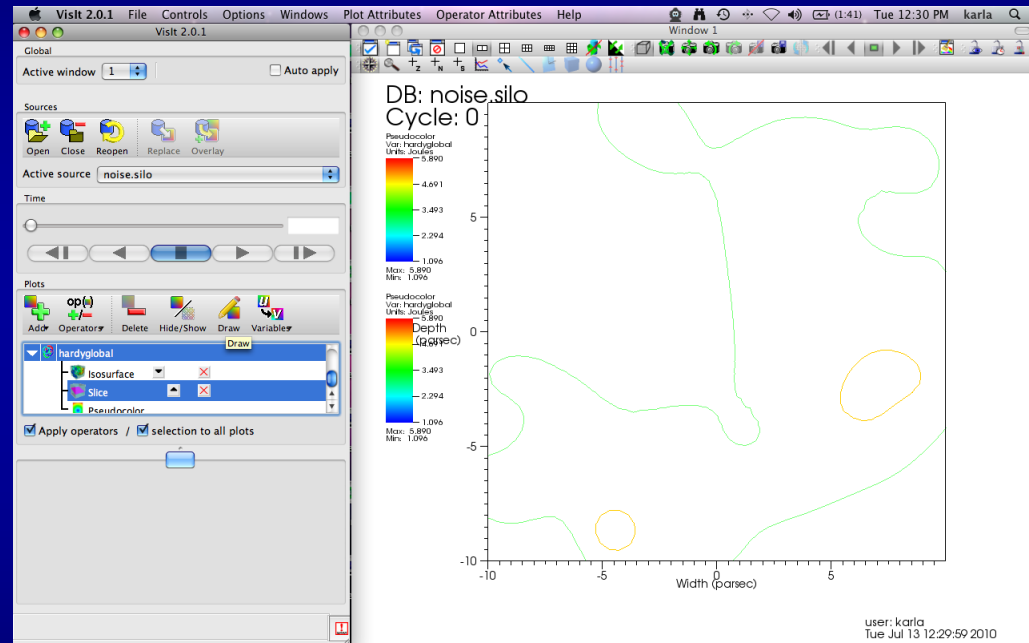 VisIt 2.0.1 File Controls Options Windows Plot Attributes Operator Attributes Help (1:41) Tue 12:30 PM karla
VisIt 2.0.1
Global
Active window 1 Auto apply
Sources
Open Close Reopen Replace Overlay
Active source noise.silo
Time
Plots
op(±)
Add Operators Delete Hide/Show Draw Variables
Draw
hardyglobal
Isosurface
Slice
Pseudocolor
Apply operators / selection to all plots
Window 1
DB: noise.silo
Cycle: 0
Pseudocolor
Var: hardyglobal
Units: Joules
5.890
4.691
3.493
2.294
1.096
Max: 5.890
Min: 1.096
Pseudocolor
Var: hardyglobal
Units: Joules
5.890
4.691
3.493
2.294
1.096
Max: 5.890
Min: 1.096
Depth
(parsec)
5
0
-5
-10
-10 -5 0 5
Width (parsec)
user: karla
Tue Jul 13 12:29:59 2010